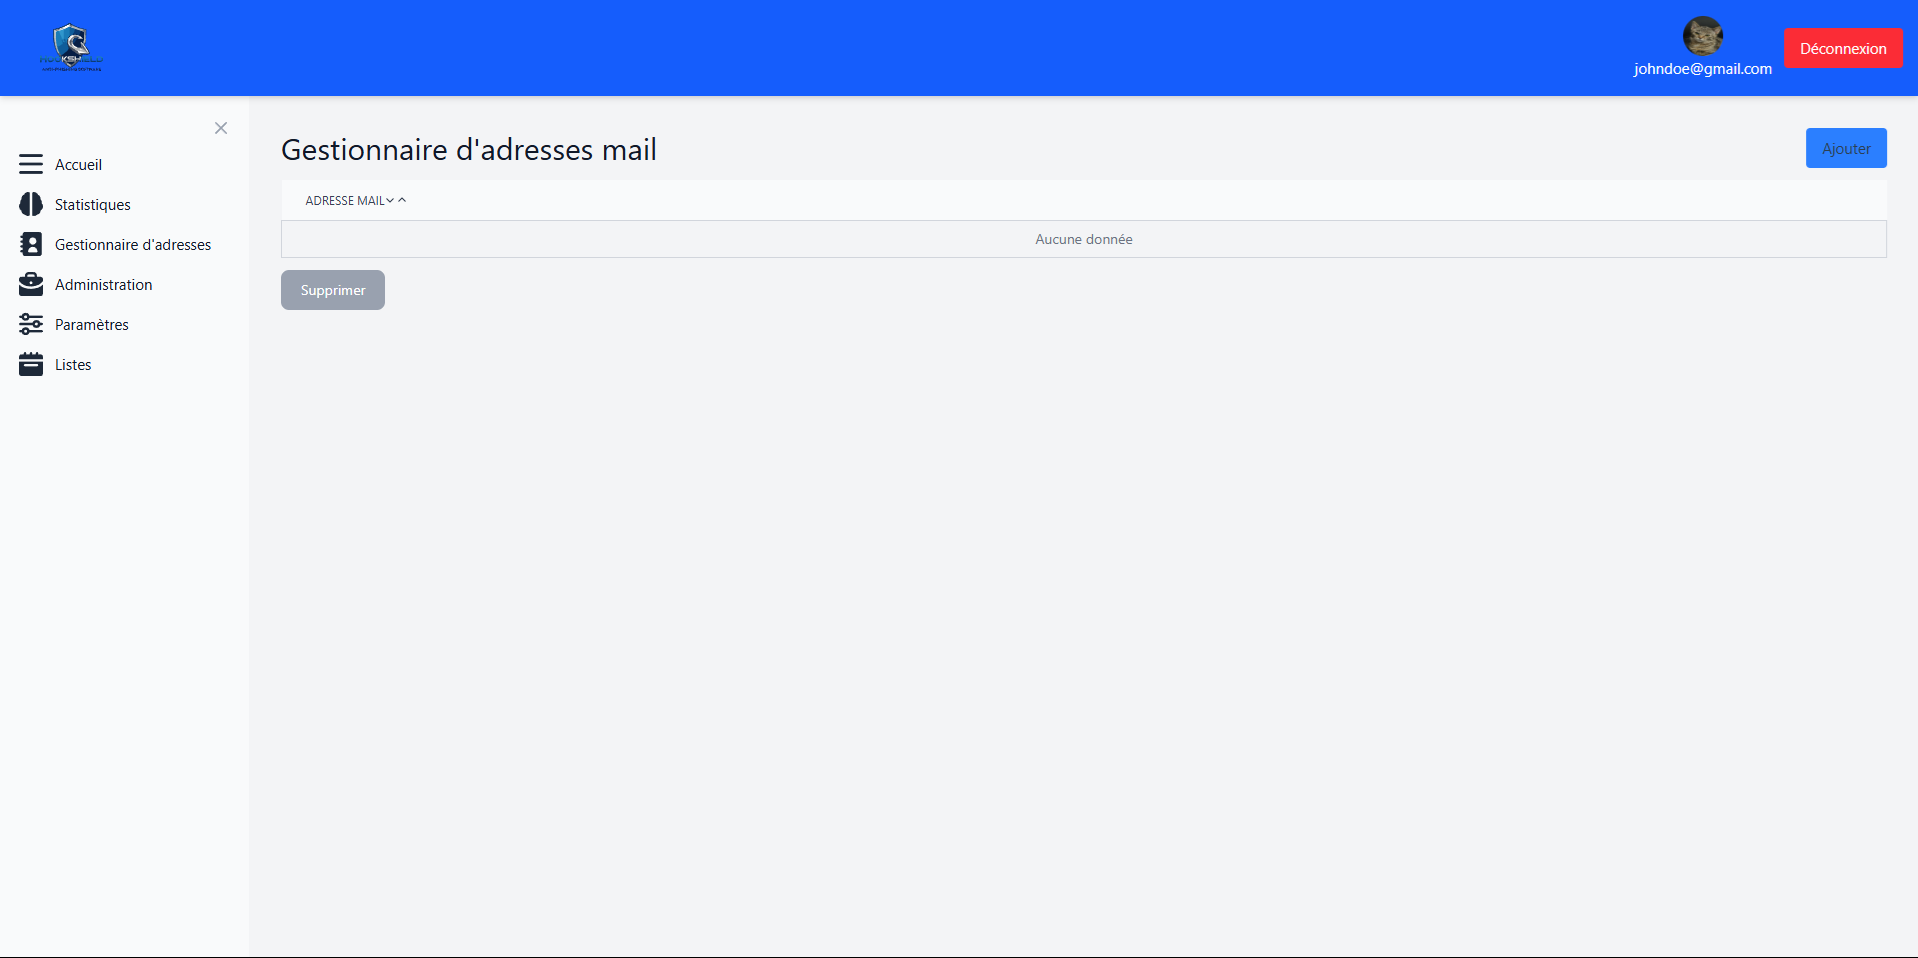 johndoe@gmail.com
Déconnexion
Accueil
Statistiques
Gestionnaire d'adresses
Administration
Paramètres
Listes
Gestionnaire d'adresses mail
Ajouter
ADRESSE MAIL
Aucune donnée
Supprimer